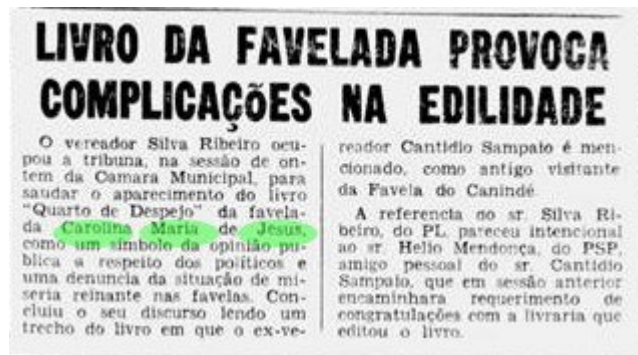 LIVRO DA FAVELADA PROVOCA
COMPLICAÇÕES NA EDILIDADE
O vereador Silva Ribeiro ocu-
pou a tribuna, na sessão de on-
tem da Camara Municipal, para
saudar o aparecimento do livro
"Quarto de Despejo" da favela-
da Carolina Maria de Jesus,
como um simbolo da opinião pu-
blica a respeito dos politicos e
uma denuncia da situação de mi-
seria reinante nas favelas. Con-
cluiu o seu discurso lendo um
trecho do livro em que o ex-ve-
reador Cantidio Sampaio é men-
cionado, como antigo visitante
da Favela do Canindé.
A referencia ao sr. Silva Ri-
beiro, do PL, pareceu intencional
ao sr. Helio Mendonça, do PSP,
amigo pessoal do sr. Cantidio
Sampaio, que em sessão anterior
encaminhara requerimento de
congratulações com a livraria que
editou o livro.